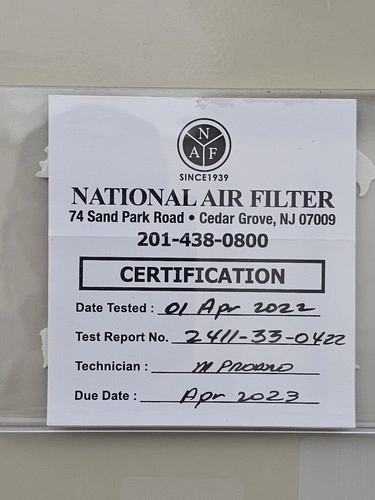 N
A F
SINCE1939
NATIONAL AIR FILTER
74 Sand Park Road • Cedar Grove, NJ 07009
201-438-0800
CERTIFICATION
Date Tested : 01 Apr 2022
Test Report No. 2411-33-0422
Technician : M PROAÑO
Due Date : Apr 2023